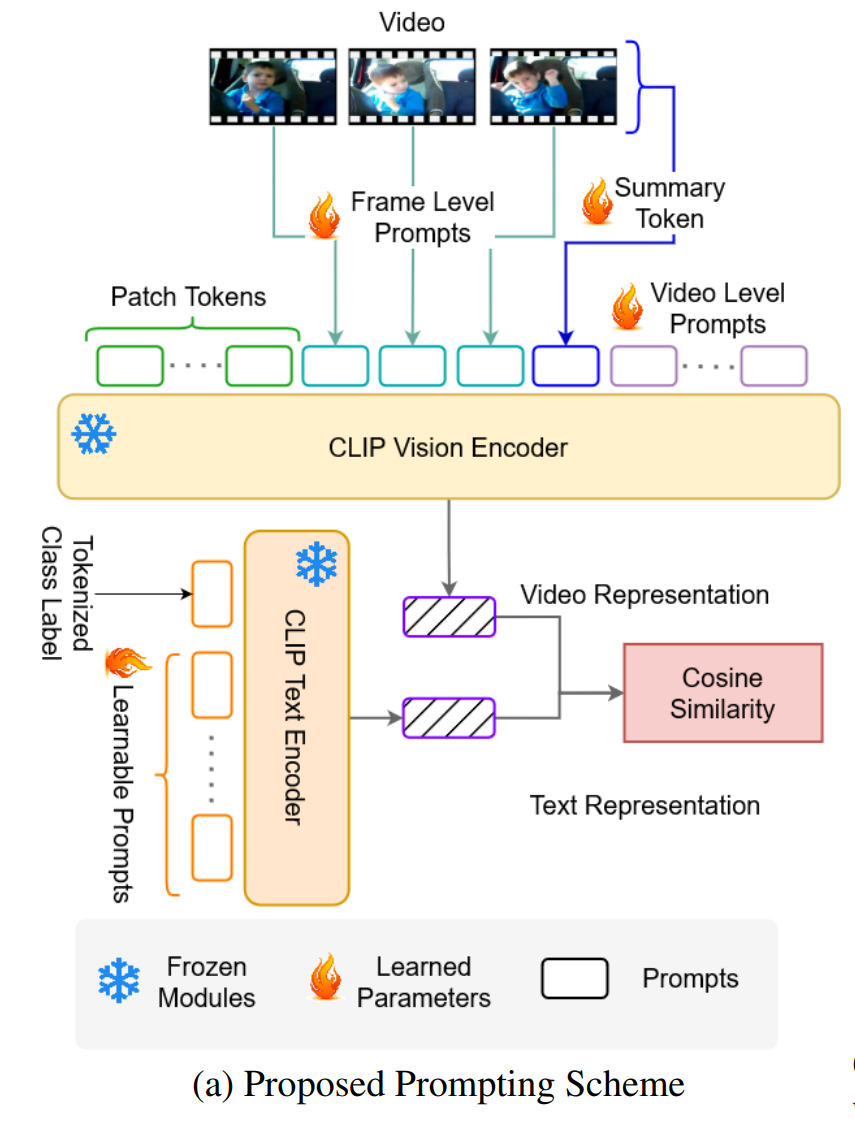 Video
Frame Level
Prompts
Summary
Token
Patch Tokens
Video Level
Prompts
CLIP Vision Encoder
Tokenized
Class Label
Learnable Prompts
CLIP Text Encoder
Video Representation
Cosine
Similarity
Text Representation
Frozen
Modules
Learned
Parameters
Prompts
(a) Proposed Prompting Scheme